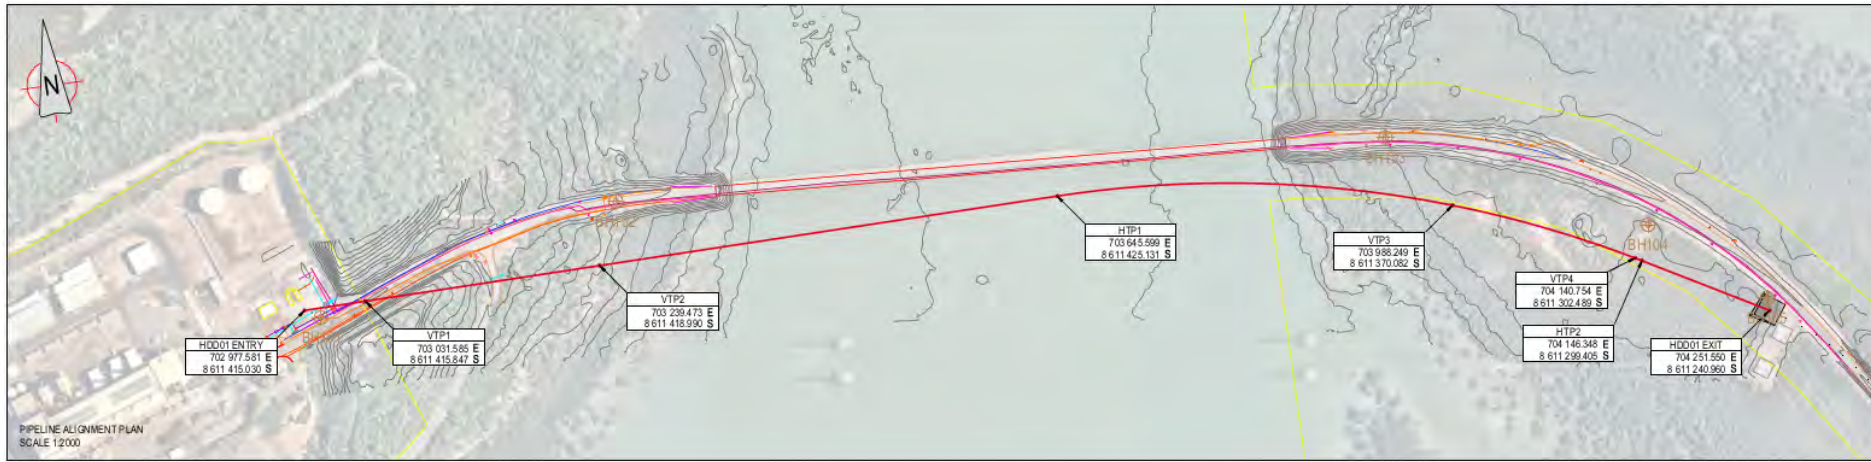 N
BH103
BH102
BH104
HTP1
703 645.599 E
8 611 425.131 S
VTP3
703 988.249 E
8 611 370.082 S
VTP4
704 140.754 E
8 611 302.489 S
VTP2
703 239.473 E
8 611 418.990 S
VTP1
703 031.585 E
8 611 415.847 S
HDD01 ENTRY
702 977.581 E
8 611 415.030 S
HTP2
704 146.348 E
8 611 299.405 S
HDD01 EXIT
704 251.550 E
8 611 240.960 S
PIPELINE ALIGNMENT PLAN
SCALE 1:2000